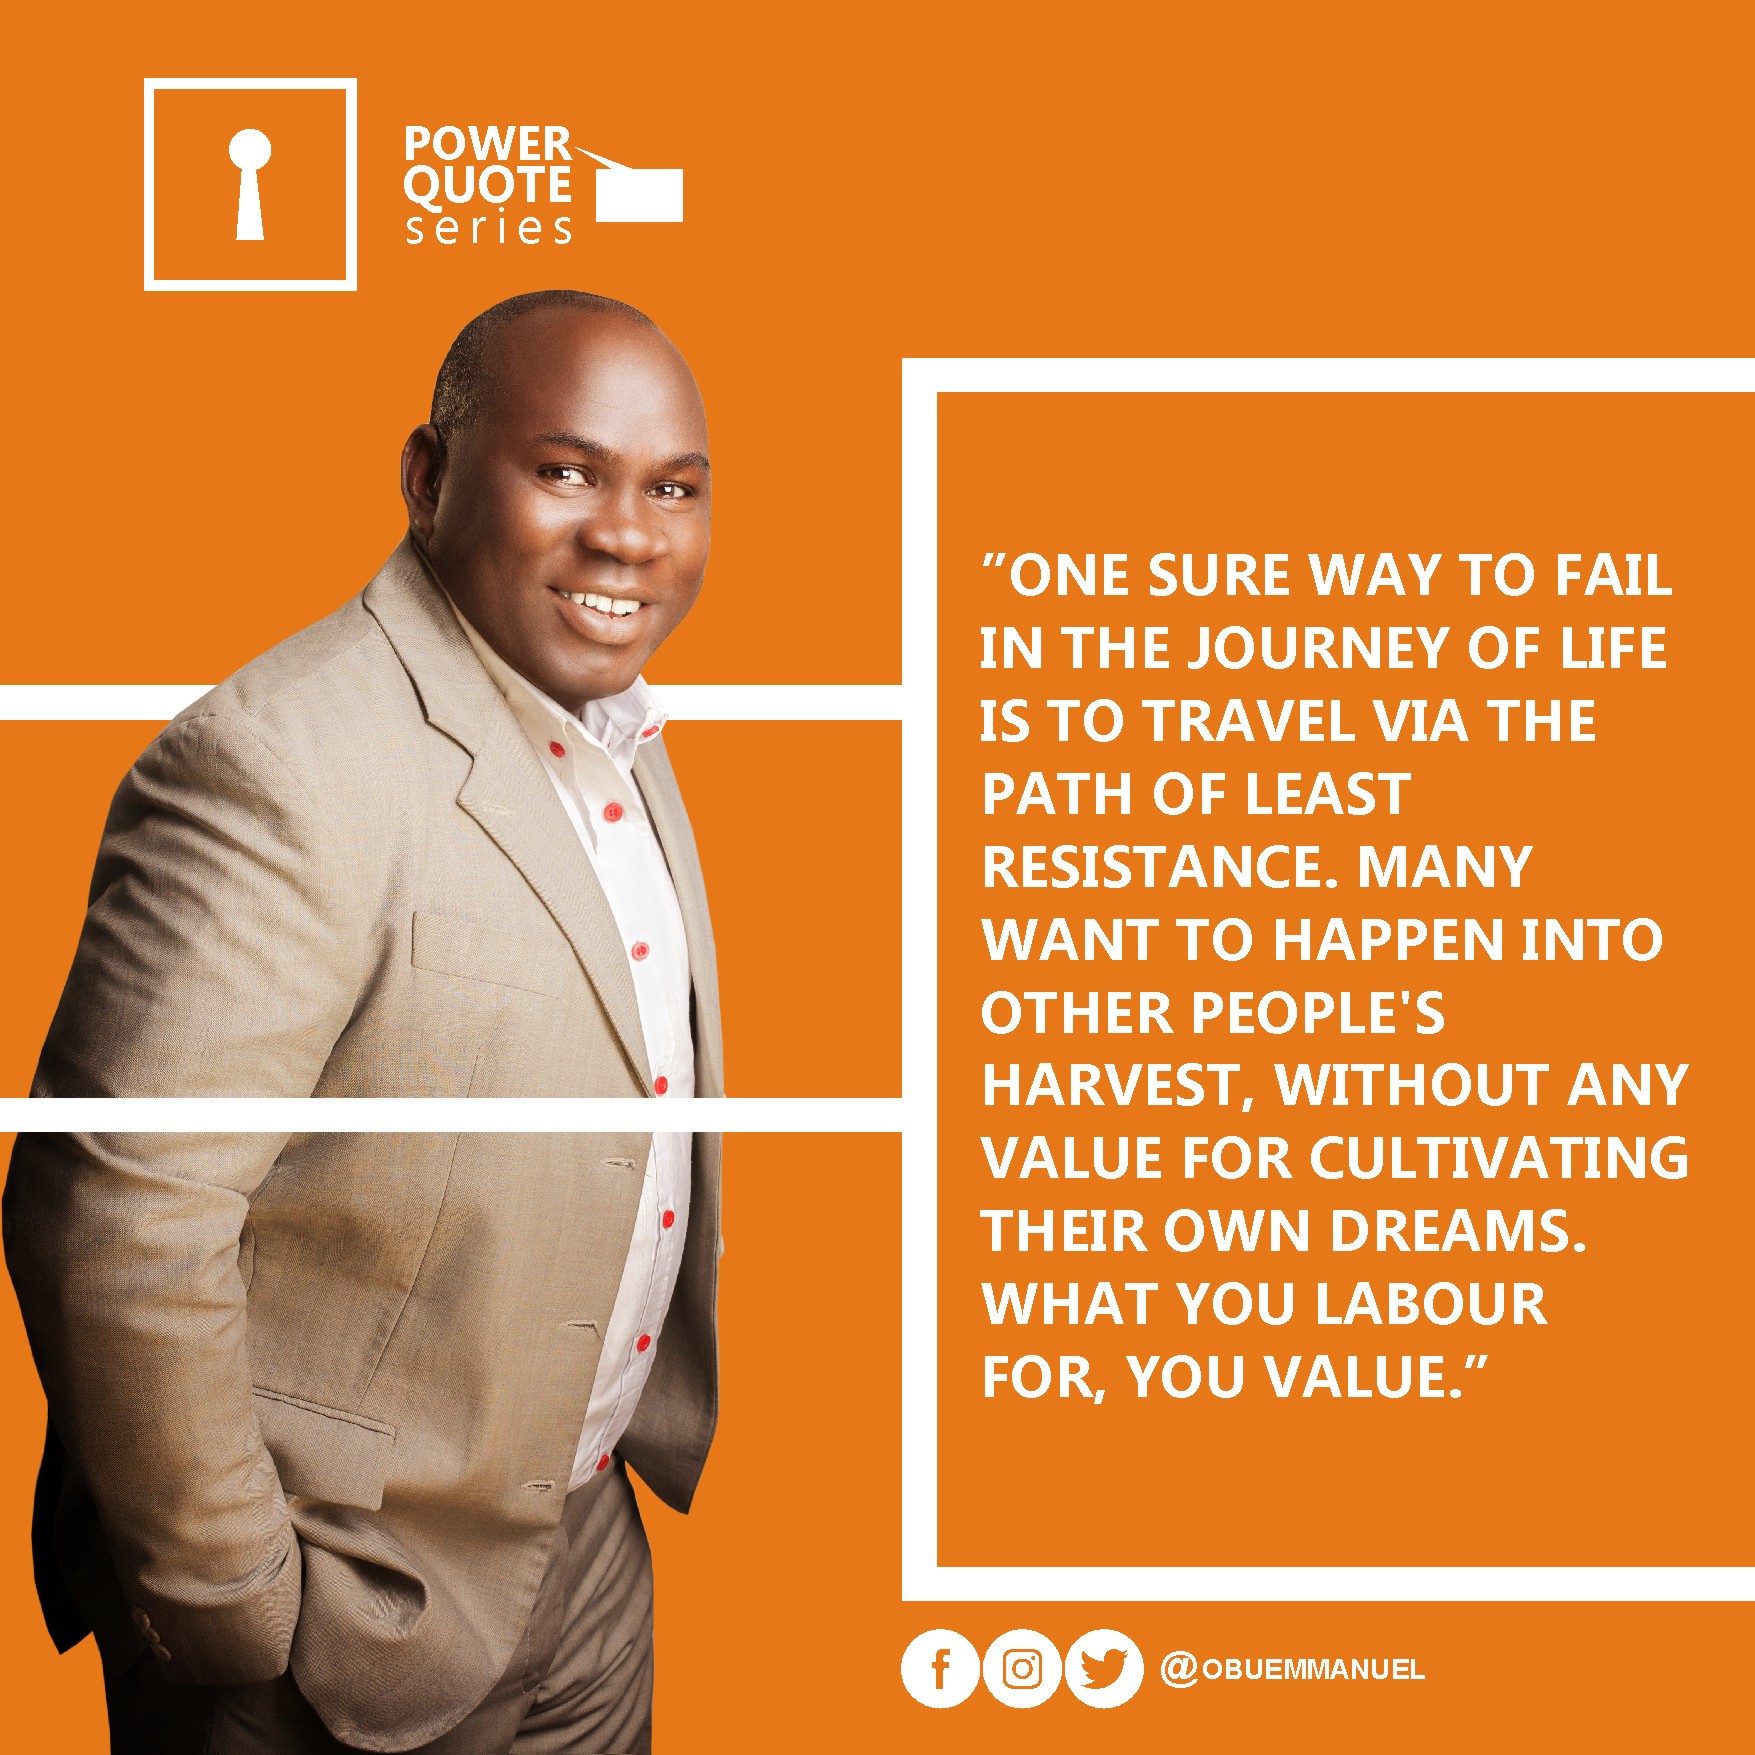 POWER
QUOTE
series
"ONE SURE WAY TO FAIL
IN THE JOURNEY OF LIFE
IS TO TRAVEL VIA THE
PATH OF LEAST
RESISTANCE. MANY
WANT TO HAPPEN INTO
OTHER PEOPLE'S
HARVEST, WITHOUT ANY
VALUE FOR CULTIVATING
THEIR OWN DREAMS.
WHAT YOU LABOUR
FOR, YOU VALUE."
@OBUEMMANUEL